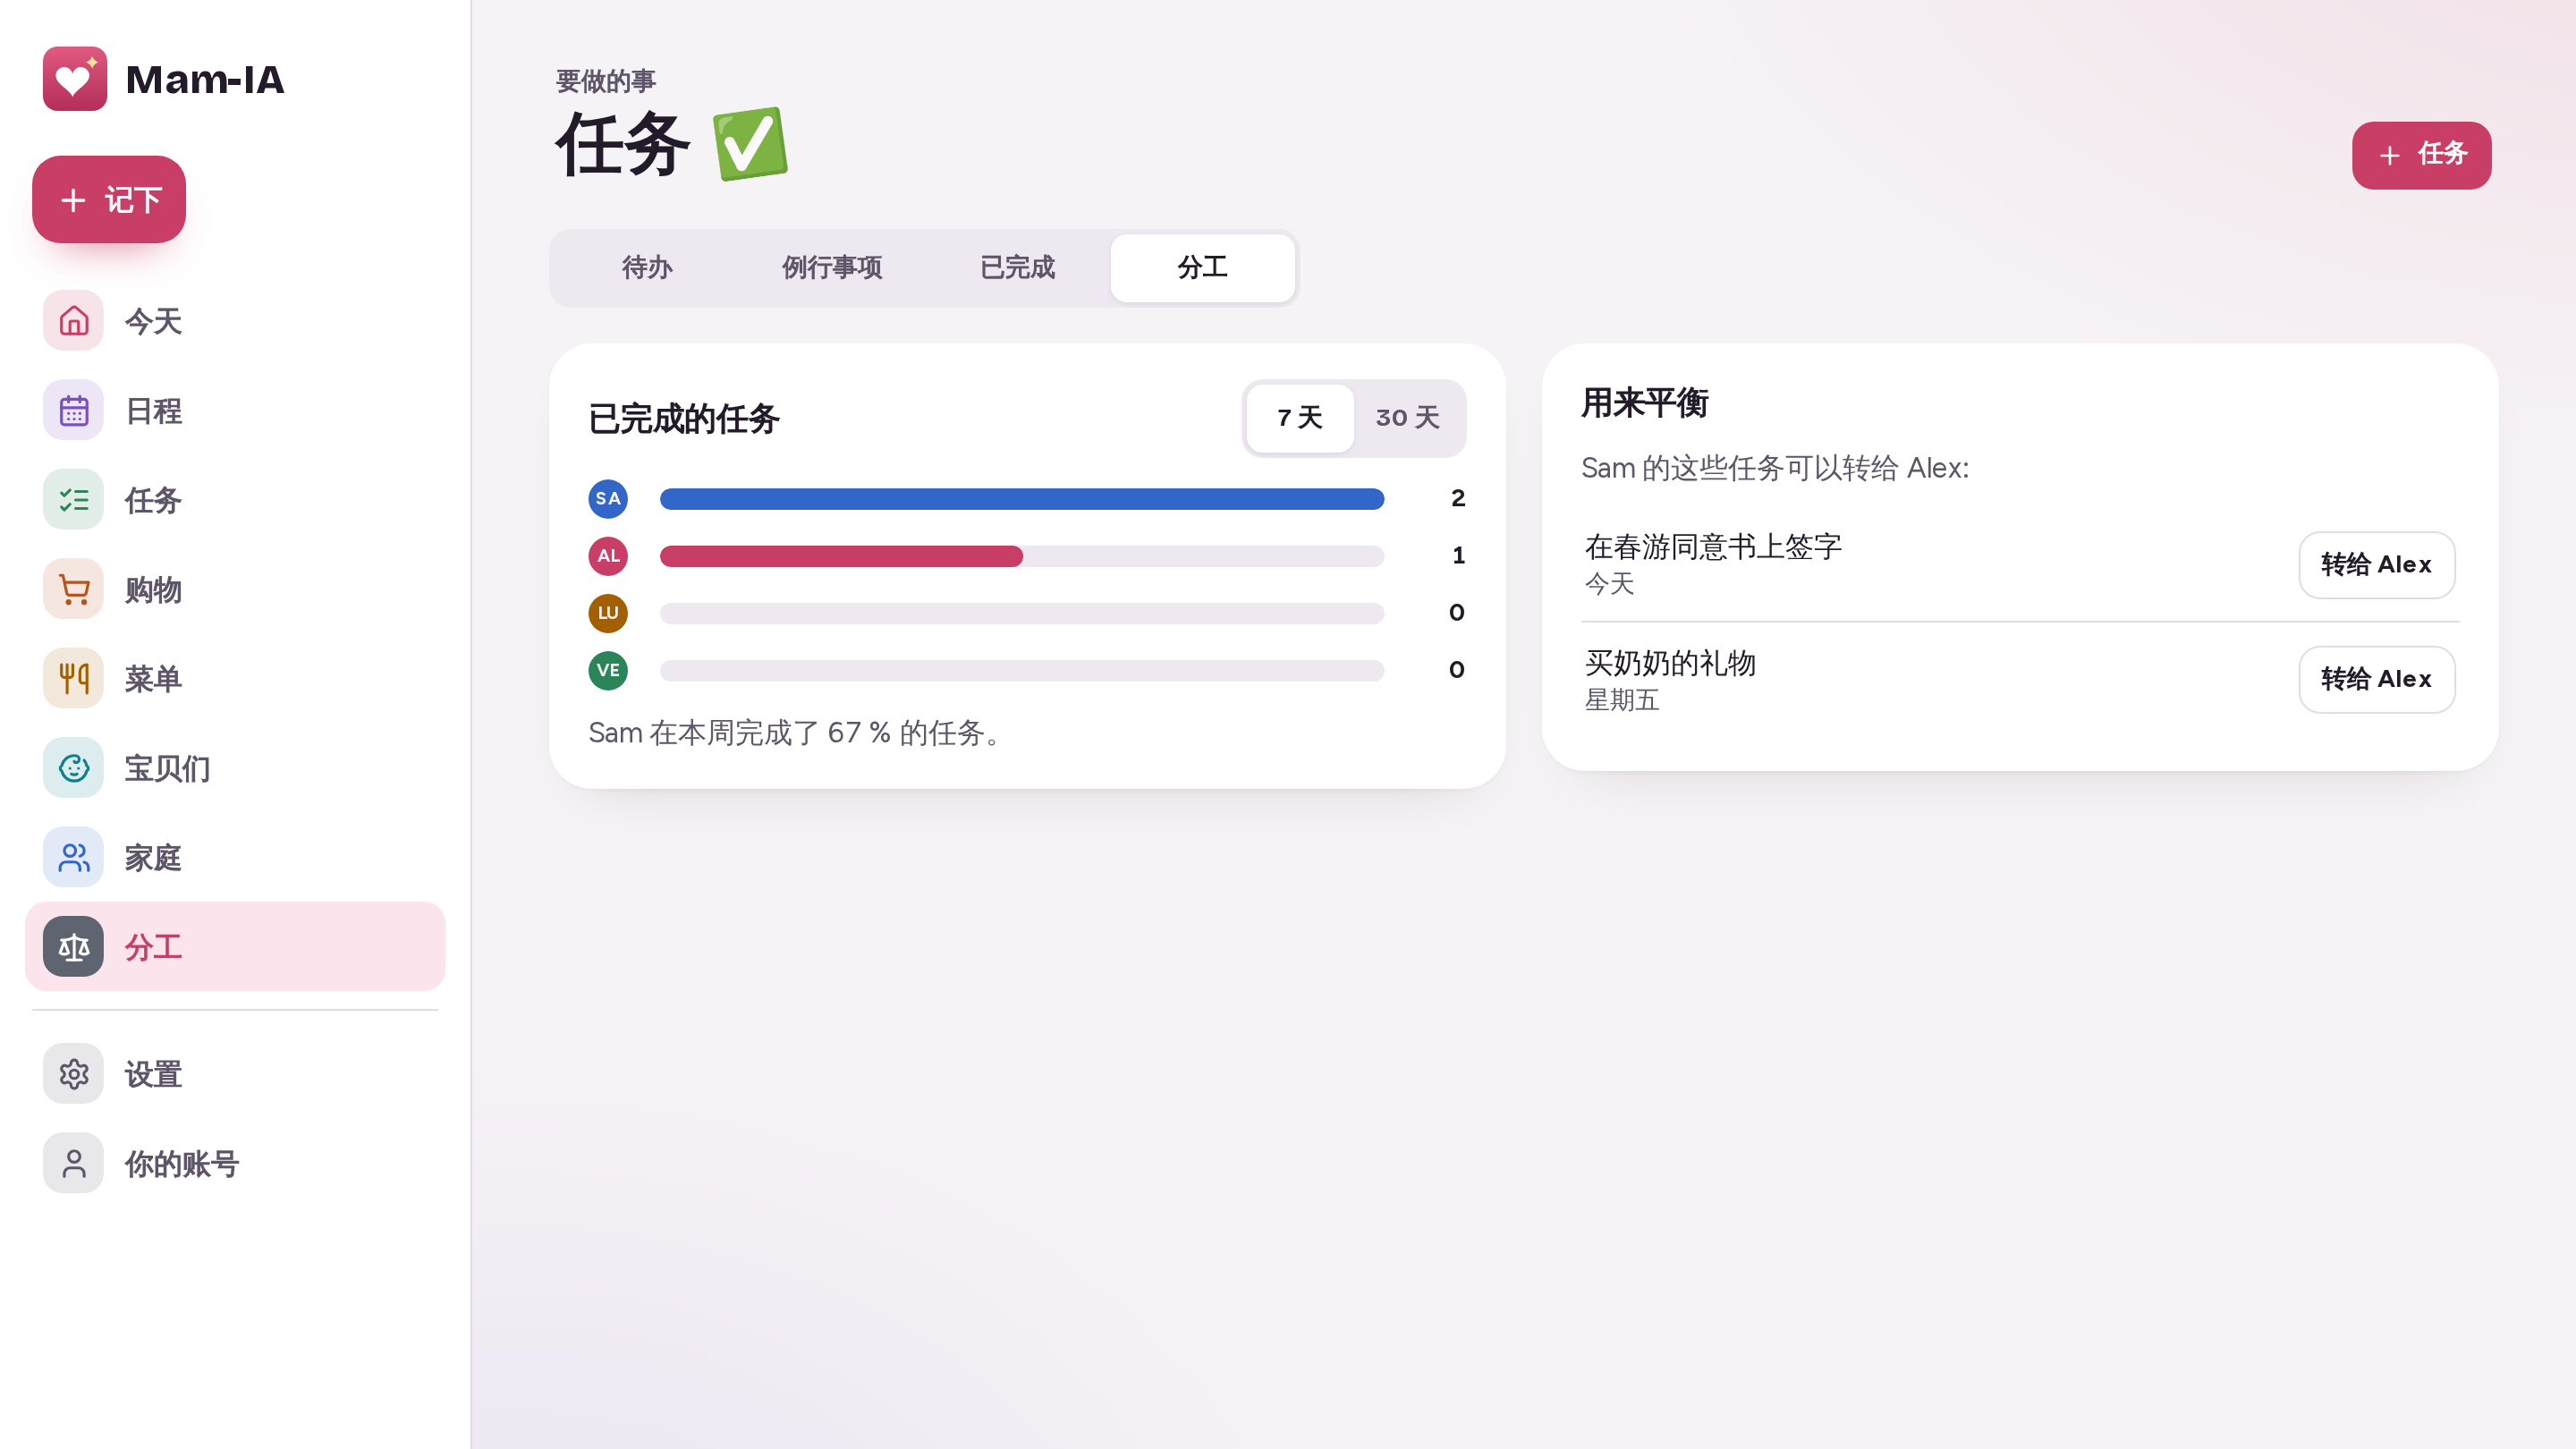 Mam-IA
记下
今天
日程
任务
购物
菜单
宝贝们
家庭
分工
设置
你的账号
要做的事
任务 ✅
任务
待办 例行事项 已完成 分工
已完成的任务 7 天 30 天
SA 2
AL 1
LU 0
VE 0
Sam 在本周完成了 67 % 的任务。
用来平衡
Sam 的这些任务可以转给 Alex:
在春游同意书上签字
今天
转给 Alex
买奶奶的礼物
星期五
转给 Alex